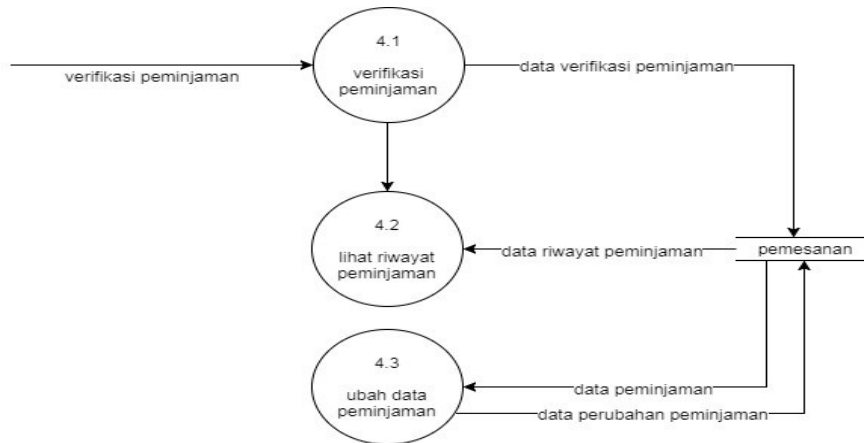 4.1
verifikasi
peminjaman
verifikasi peminjaman
data verifikasi peminjaman
4.2
lihat riwayat
peminjaman
data riwayat peminjaman
pemesanan
4.3
ubah data
peminjaman
data peminjaman
data perubahan peminjaman